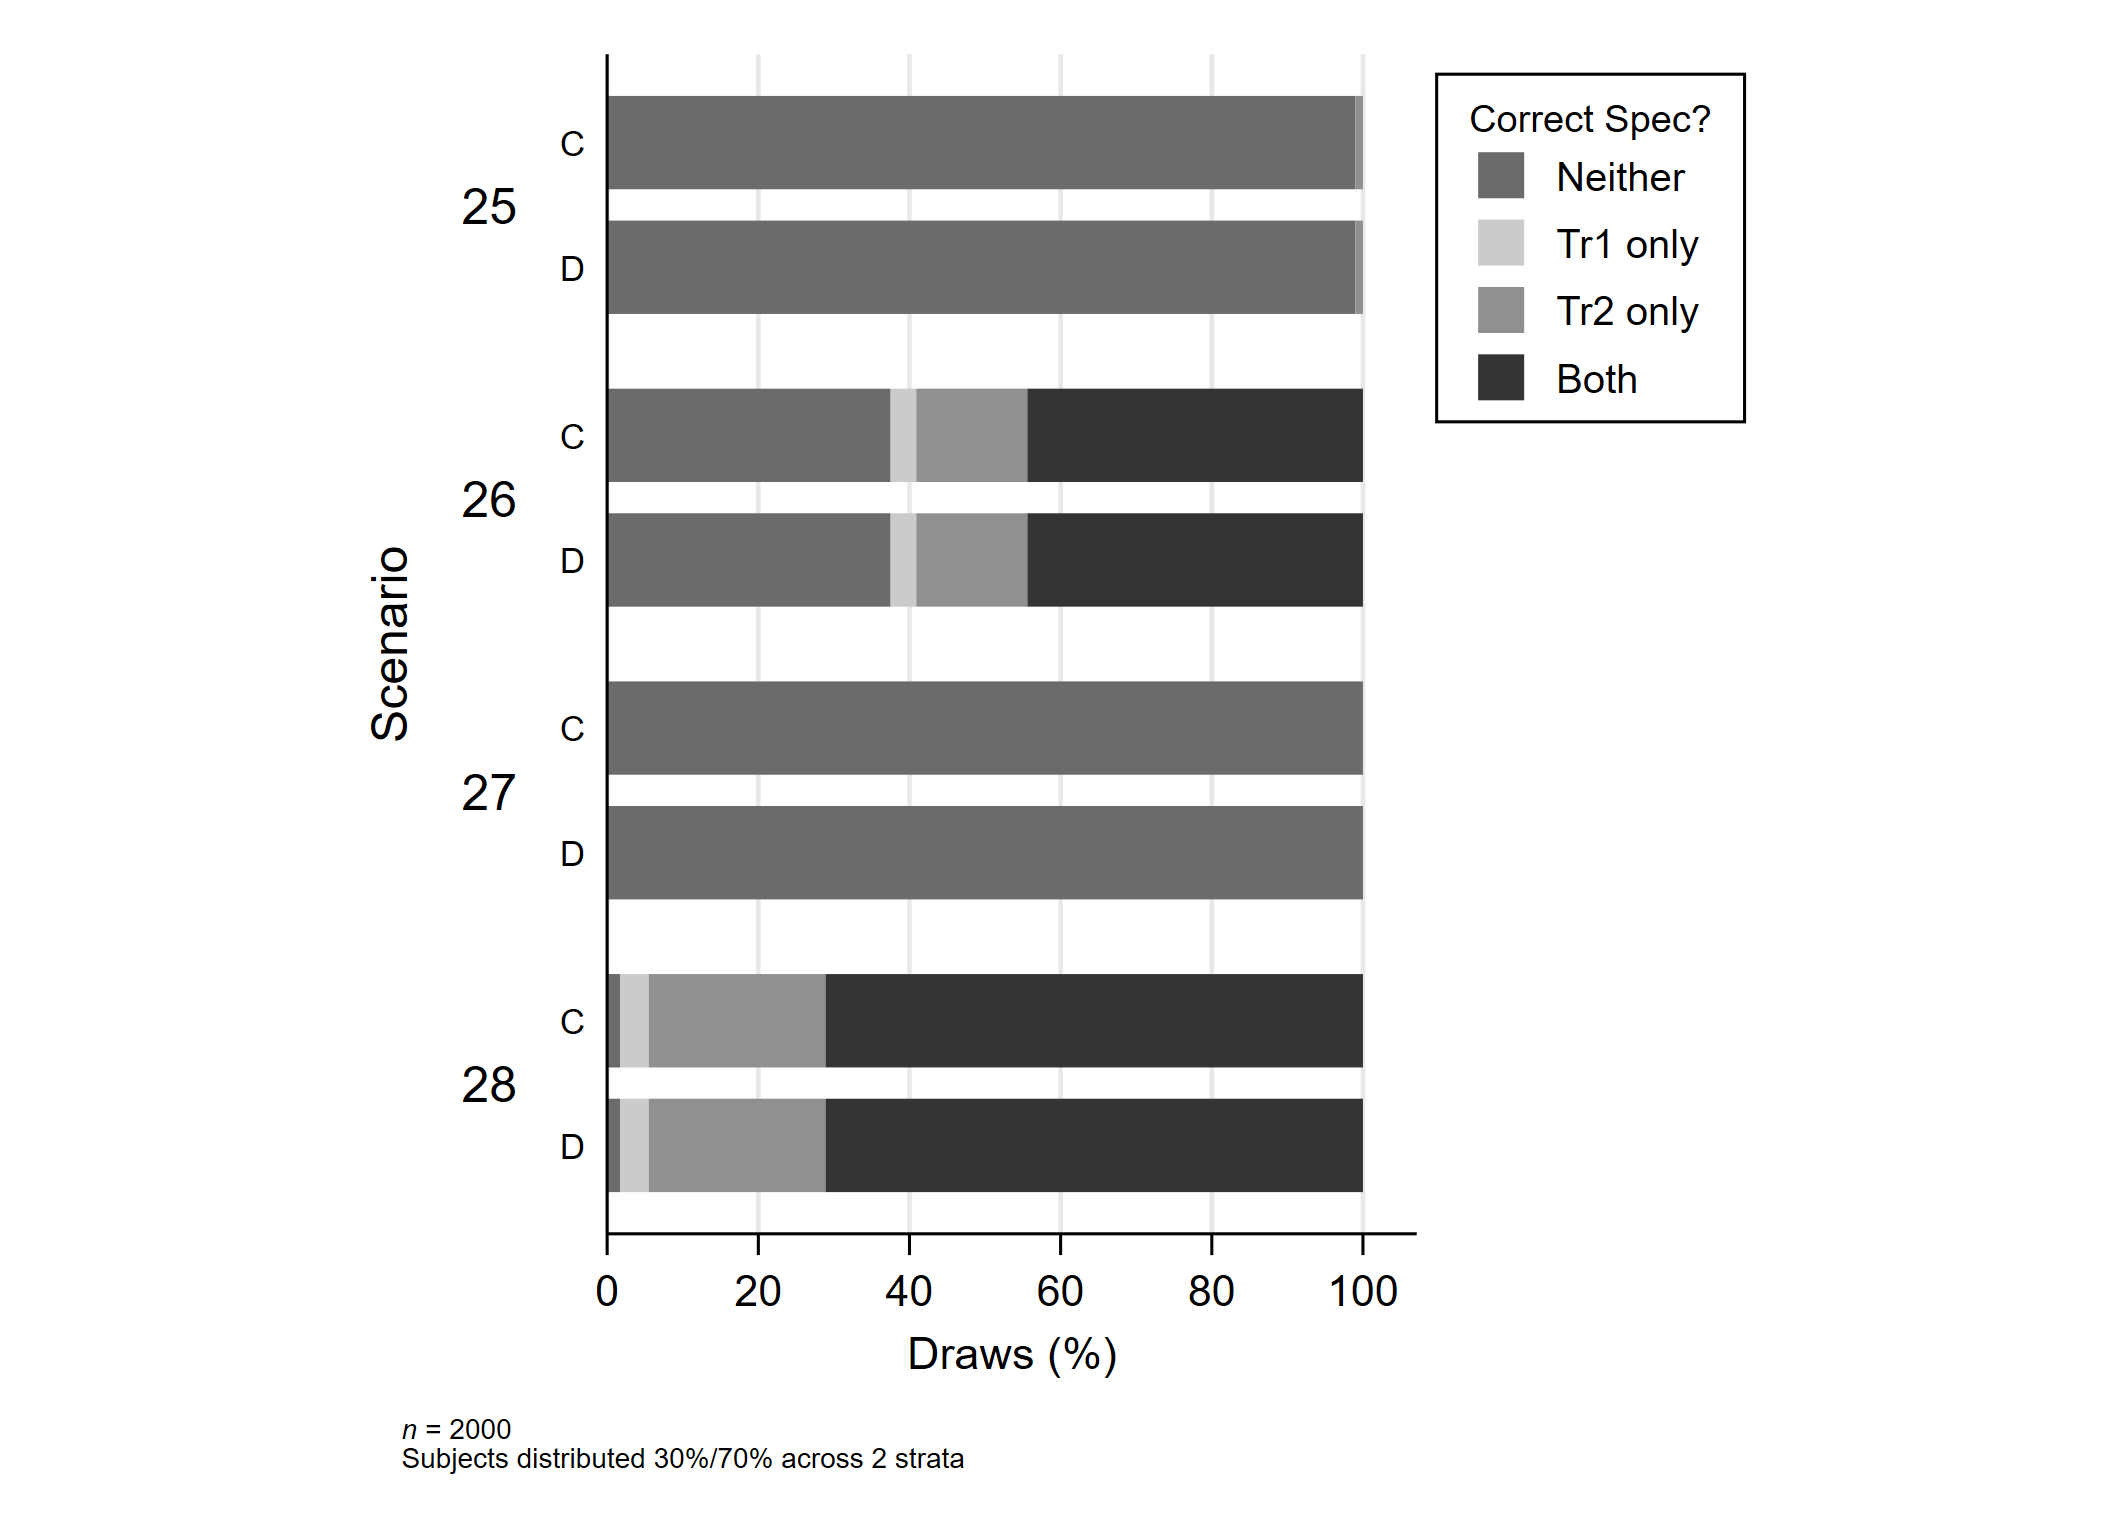 Correct Spec?
Neither
Tr1 only
Tr2 only
Both
Scenario
25
C
D
26
C
D
27
C
D
28
C
D
0 20 40 60 80 100
Draws (%)
n = 2000
Subjects distributed 30%/70% across 2 strata